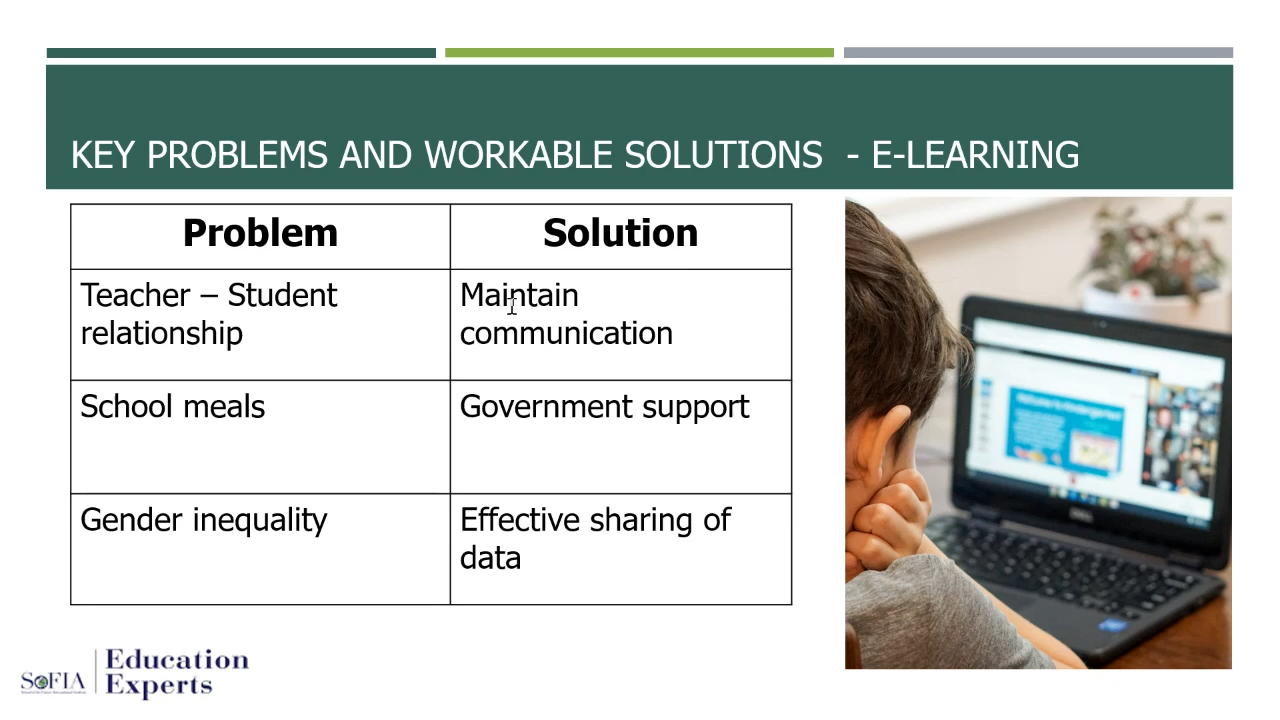 KEY PROBLEMS AND WORKABLE SOLUTIONS - E-LEARNING
Problem
Solution
Teacher – Student
relationship
Maintain
communication
School meals
Government support
Gender inequality
Effective sharing of
data
SOFIA
Education
Experts